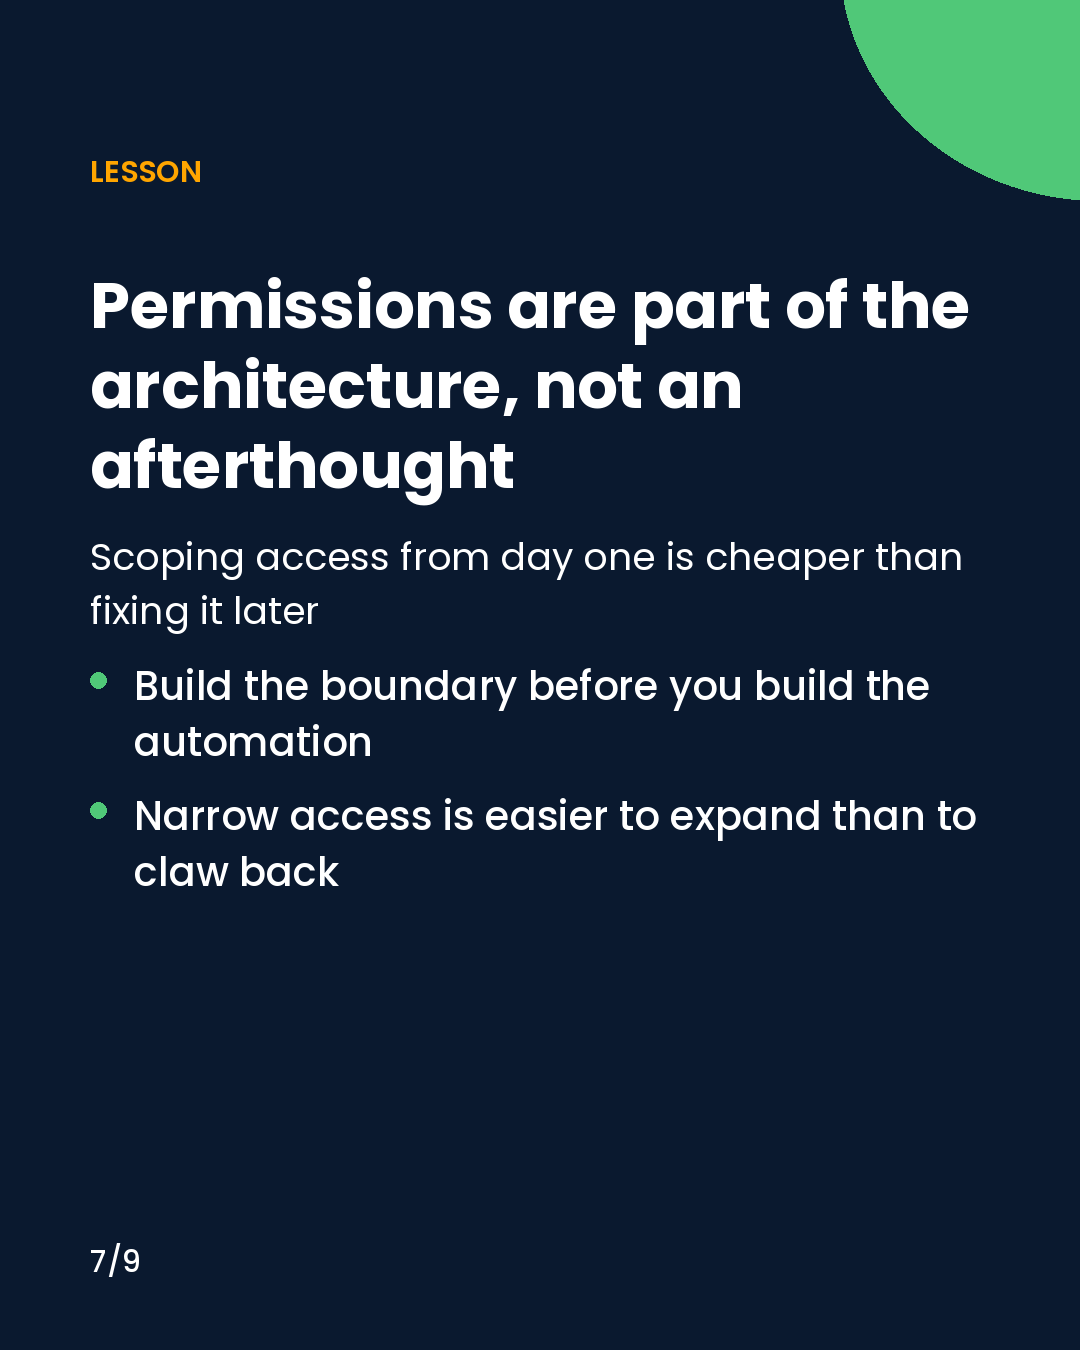 LESSON
Permissions are part of the
architecture, not an
afterthought
Scoping access from day one is cheaper than
fixing it later
Build the boundary before you build the
automation
Narrow access is easier to expand than to
claw back
7/9